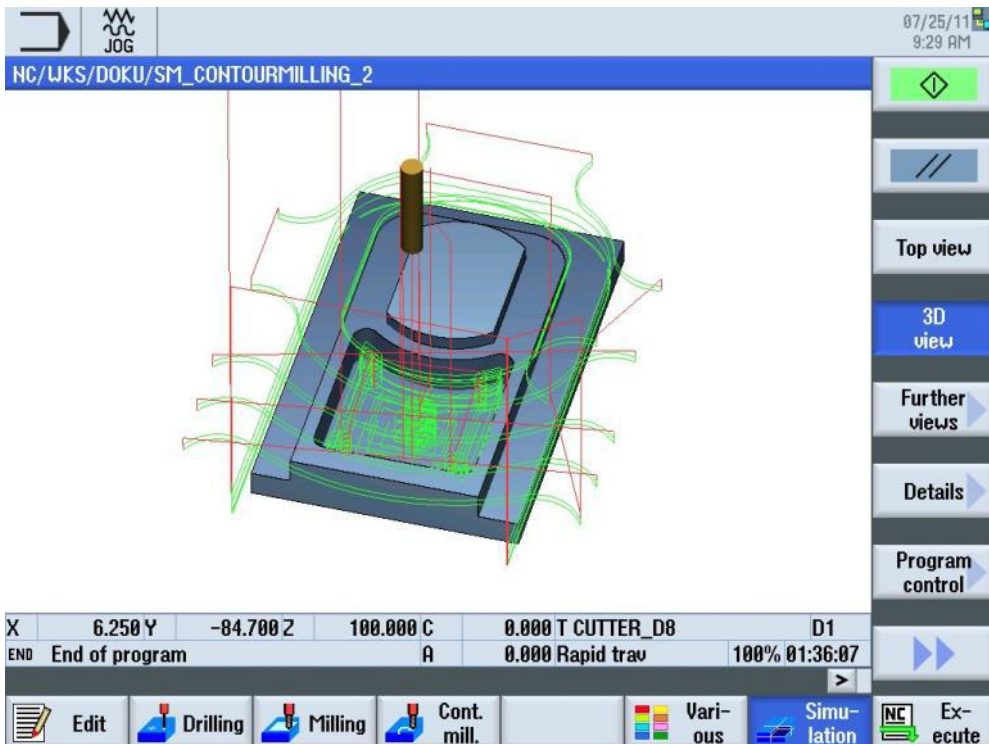 JOG
07/25/11
9:29 AM
NC/WKS/DOKU/SM_CONTOURMILLING_2
Top view
3D
view
Further
views
Details
Program
control
X 6.250 Y -84.700 Z 100.000 C 0.000 T CUTTER_D8 D1
END End of program A 0.000 Rapid trav 100% 01:36:07
>
Edit
Drilling
Milling
Cont.
mill.
Vari-
ous
Simu-
lation
NC
Ex-
ecute